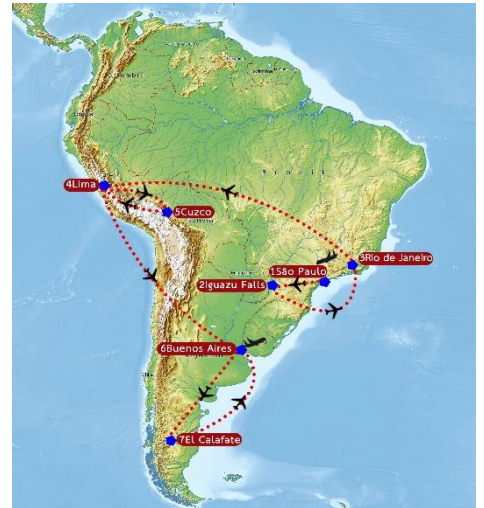 4Lima
5Cuzco
3Rio de Janeiro
1São Paulo
2Iguazu Falls
6Buenos Aires
7El Calafate
B r a z i l